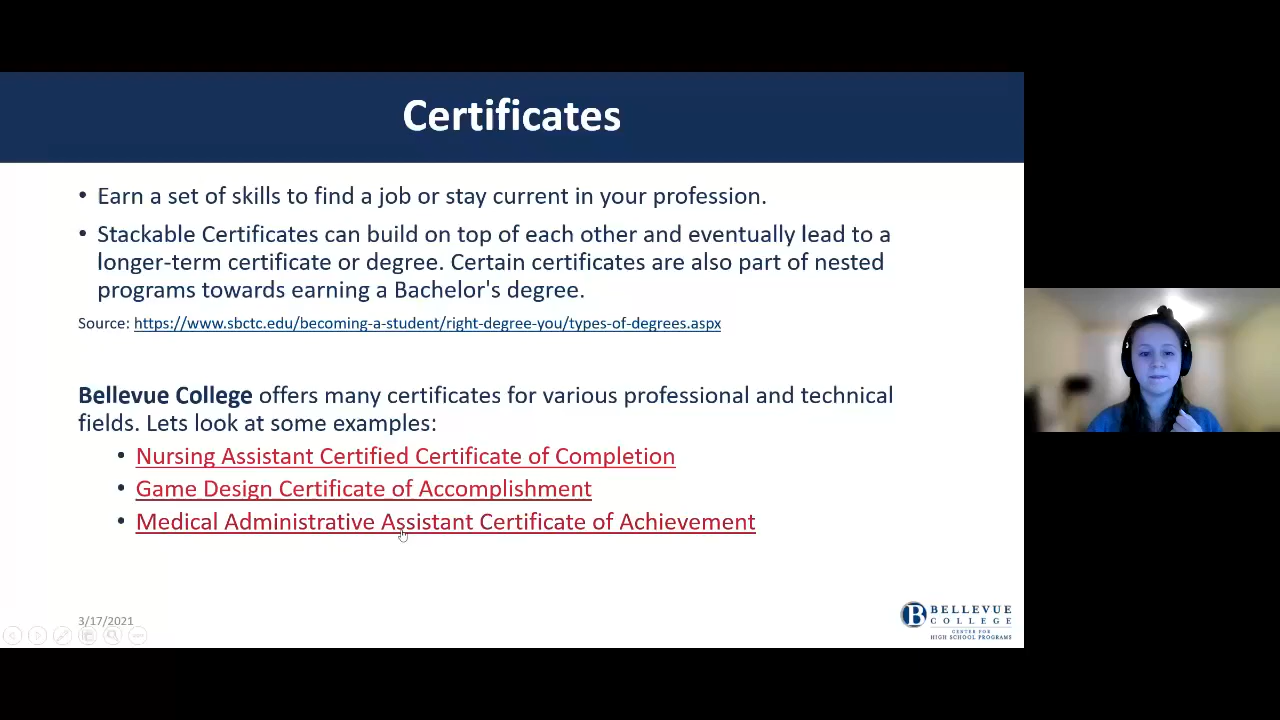 Certificates
• Earn a set of skills to find a job or stay current in your profession.
• Stackable Certificates can build on top of each other and eventually lead to a
longer-term certificate or degree. Certain certificates are also part of nested
programs towards earning a Bachelor's degree.
Source: https://www.sbctc.edu/becoming-a-student/right-degree-you/types-of-degrees.aspx
Bellevue College offers many certificates for various professional and technical
fields. Lets look at some examples:
• Nursing Assistant Certified Certificate of Completion
• Game Design Certificate of Accomplishment
• Medical Administrative Assistant Certificate of Achievement
3/17/2021
B BELLEVUE
COLLEGE
CENTER FOR
HIGH SCHOOL PROGRAMS